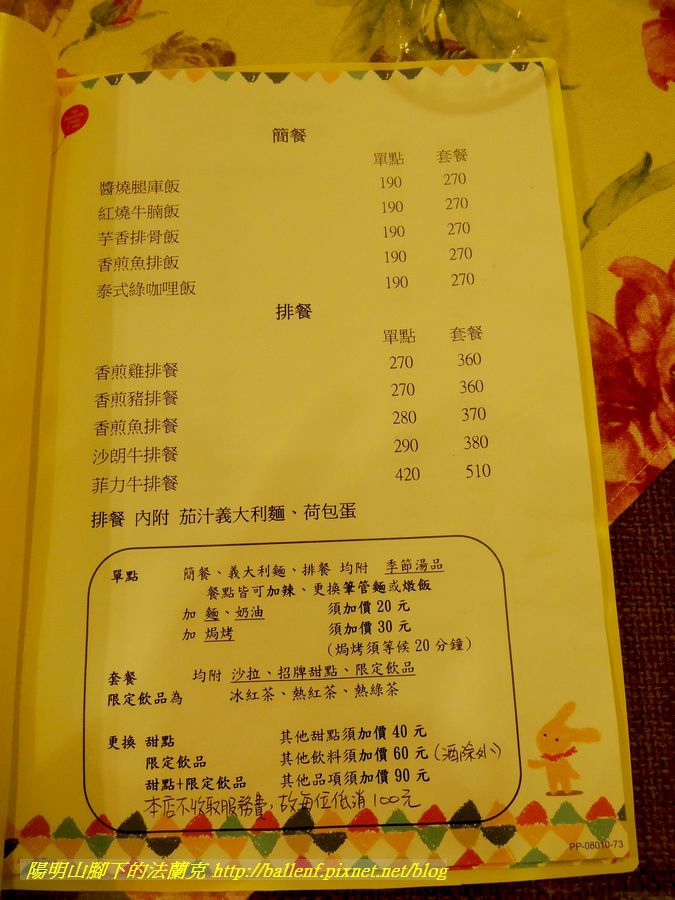 簡餐
單點 套餐
醬燒腿庫飯 190 270
紅燒牛腩飯 190 270
芋香排骨飯 190 270
香煎魚排飯 190 270
泰式綠咖哩飯 190 270
排餐
單點 套餐
香煎雞排餐 270 360
香煎豬排餐 270 360
香煎魚排餐 280 370
沙朗牛排餐 290 380
菲力牛排餐 420 510
排餐 內附 茄汁義大利麵、荷包蛋
單點 簡餐、義大利麵、排餐 均附 季節湯品
餐點皆可加辣、更換筆管麵或燉飯
加 麵、奶油 須加價 20 元
加 焗烤 須加價 30 元
(焗烤須等候 20 分鐘)
套餐 均附 沙拉、招牌甜點、限定飲品
限定飲品為 冰紅茶、熱紅茶、熱綠茶
更換 甜點 其他甜點須加價 40 元
限定飲品 其他飲料須加價 60 元 (酒除外)
甜點+限定飲品 其他品項須加價 90 元
本店不收取服務費，故每位低消100元
PP-08010-73
陽明山腳下的法蘭克 http://ballenf.pixnet.net/blog